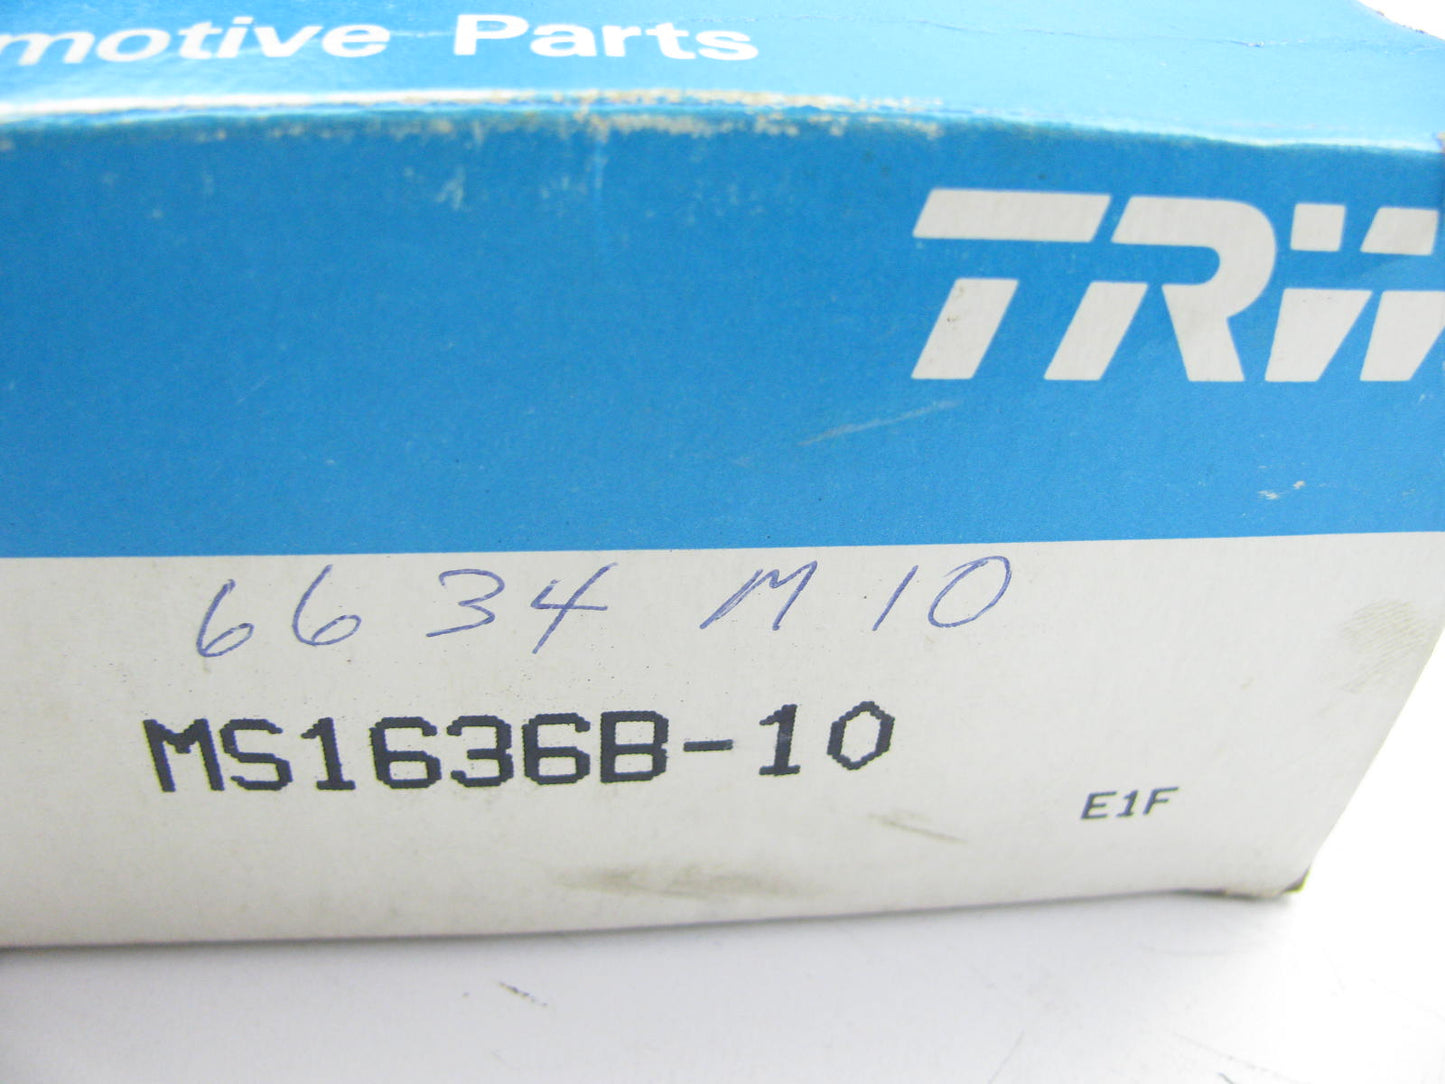 motive Parts
TRW
6634 M10
MS1636B-10
E1F